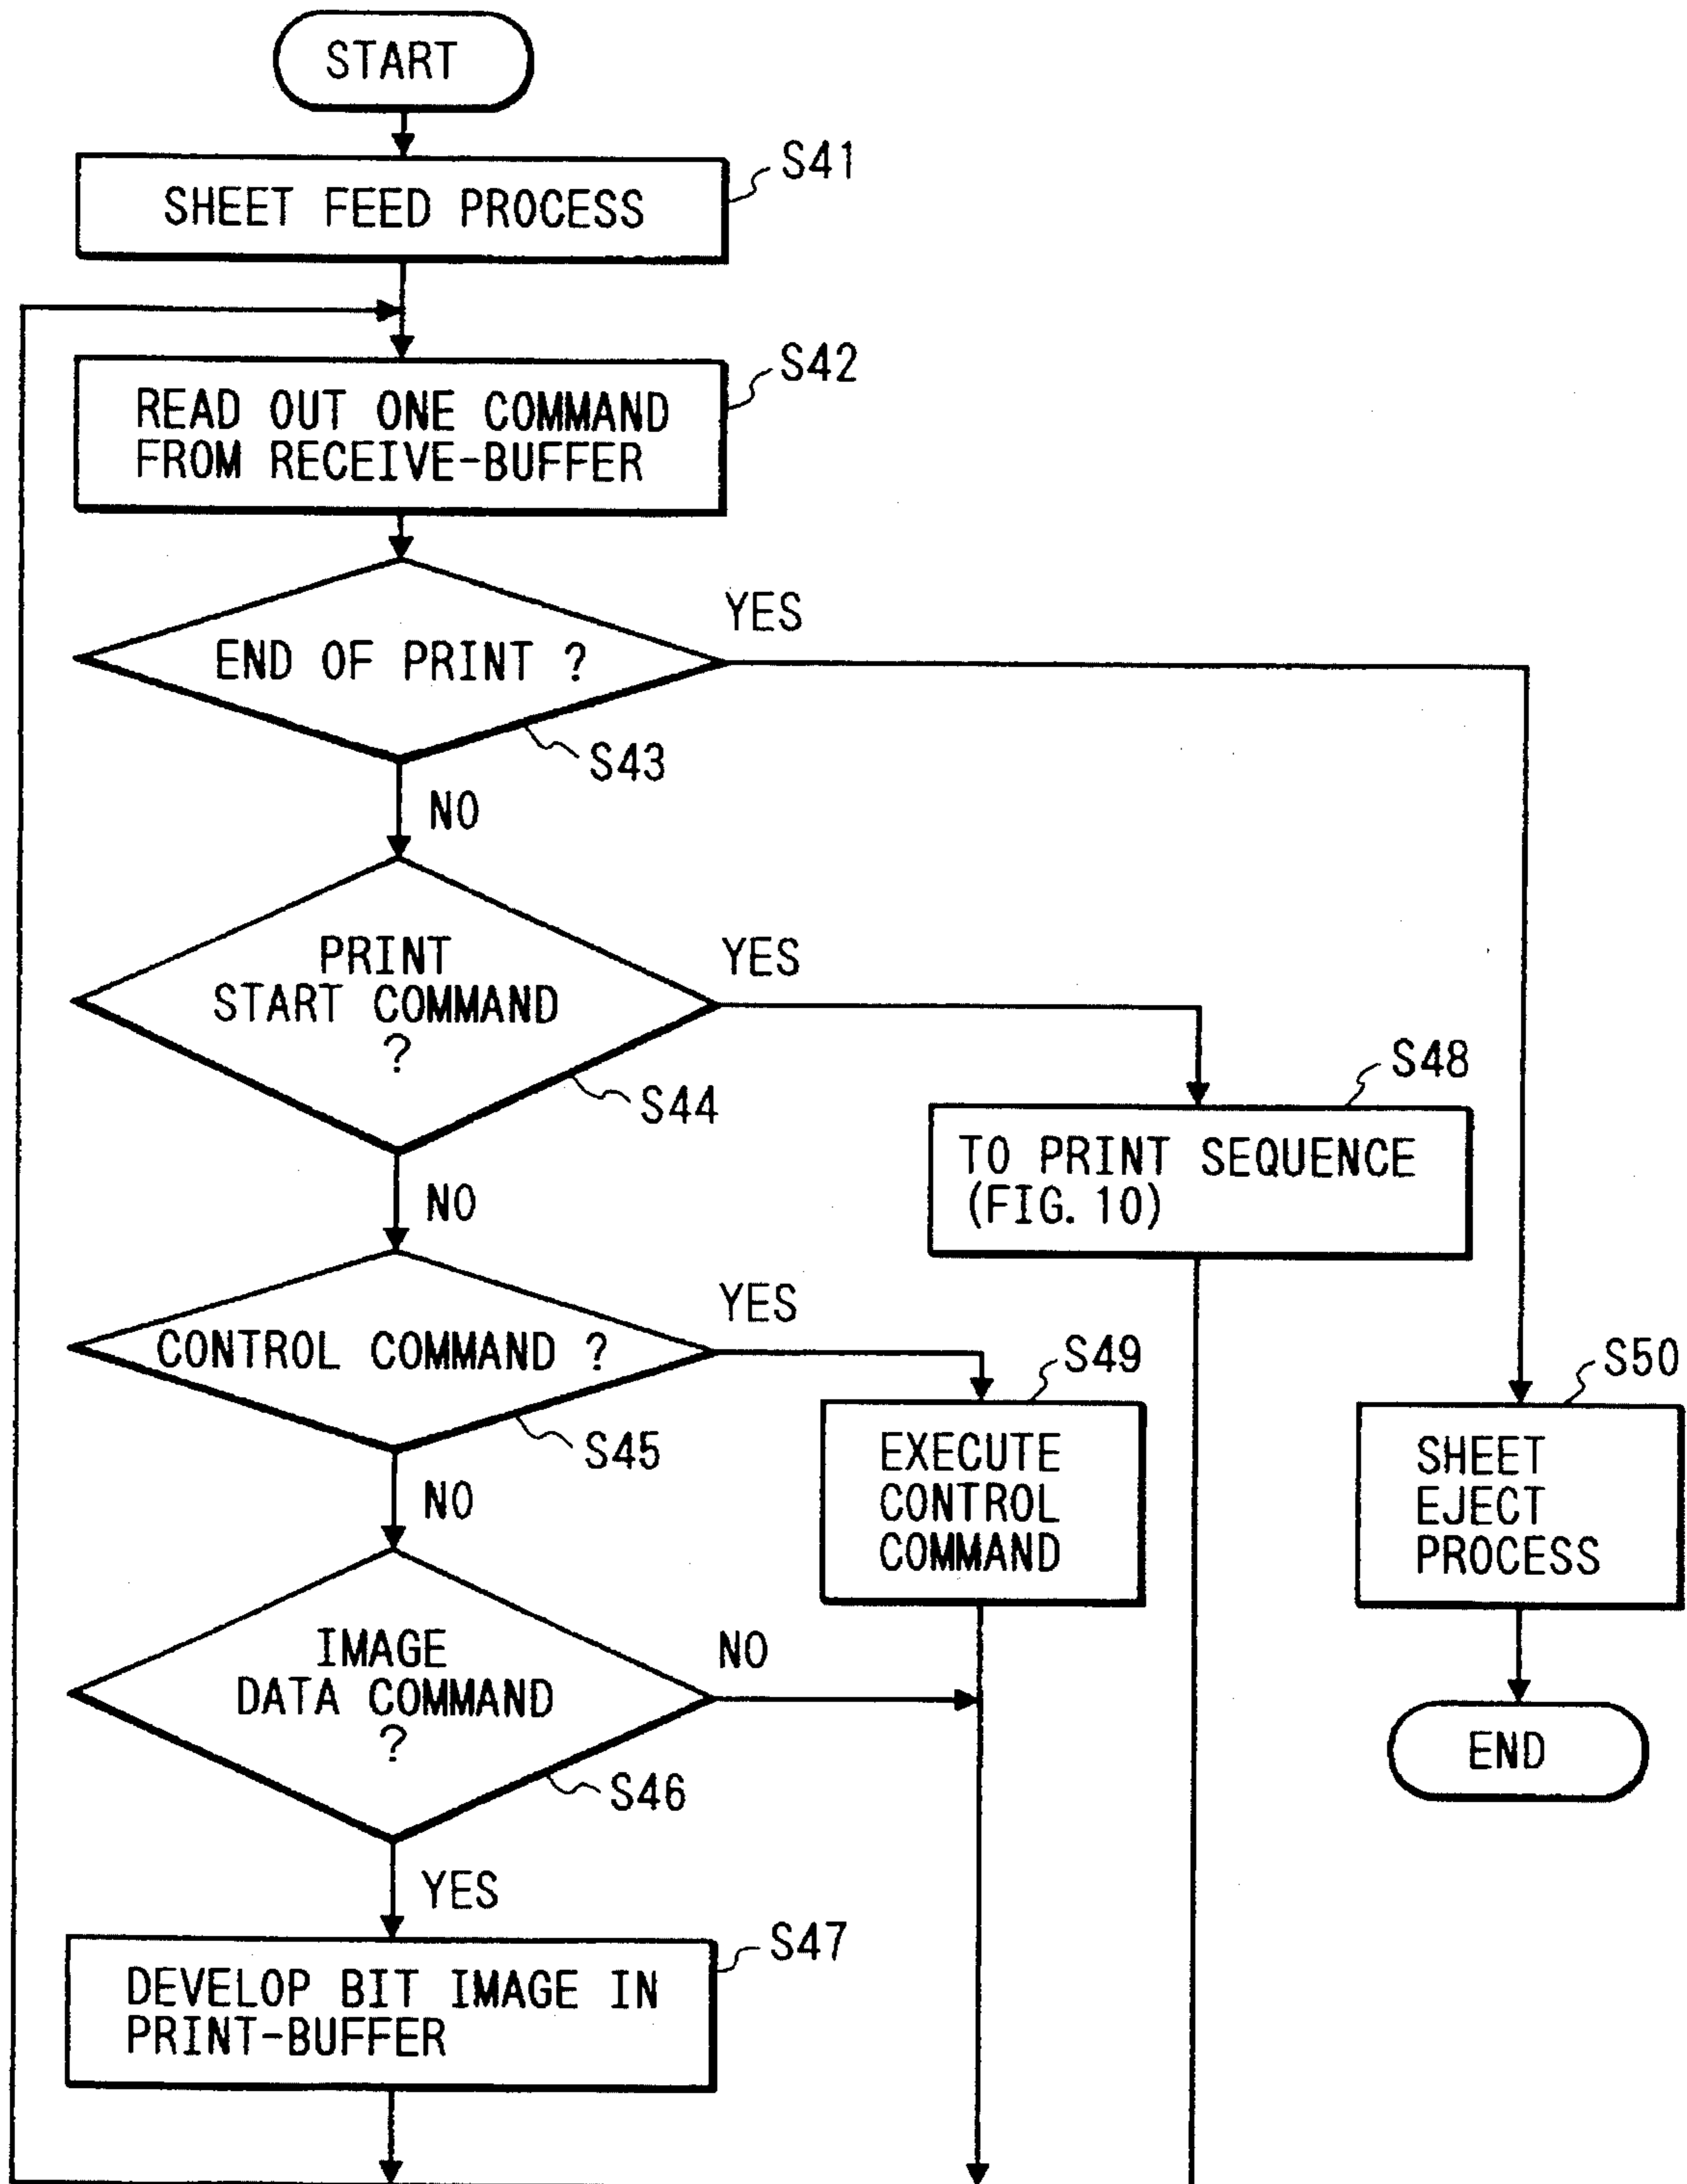 START
S41
SHEET FEED PROCESS
S42
READ OUT ONE COMMAND
FROM RECEIVE-BUFFER
YES
END OF PRINT ?
S43
NO
PRINT
START COMMAND
?
YES
S44
S48
TO PRINT SEQUENCE
(FIG. 10)
NO
YES
CONTROL COMMAND ?
S45
S49
EXECUTE
CONTROL
COMMAND
S50
SHEET
EJECT
PROCESS
NO
IMAGE
DATA COMMAND
?
NO
S46
END
YES
S47
DEVELOP BIT IMAGE IN
PRINT-BUFFER